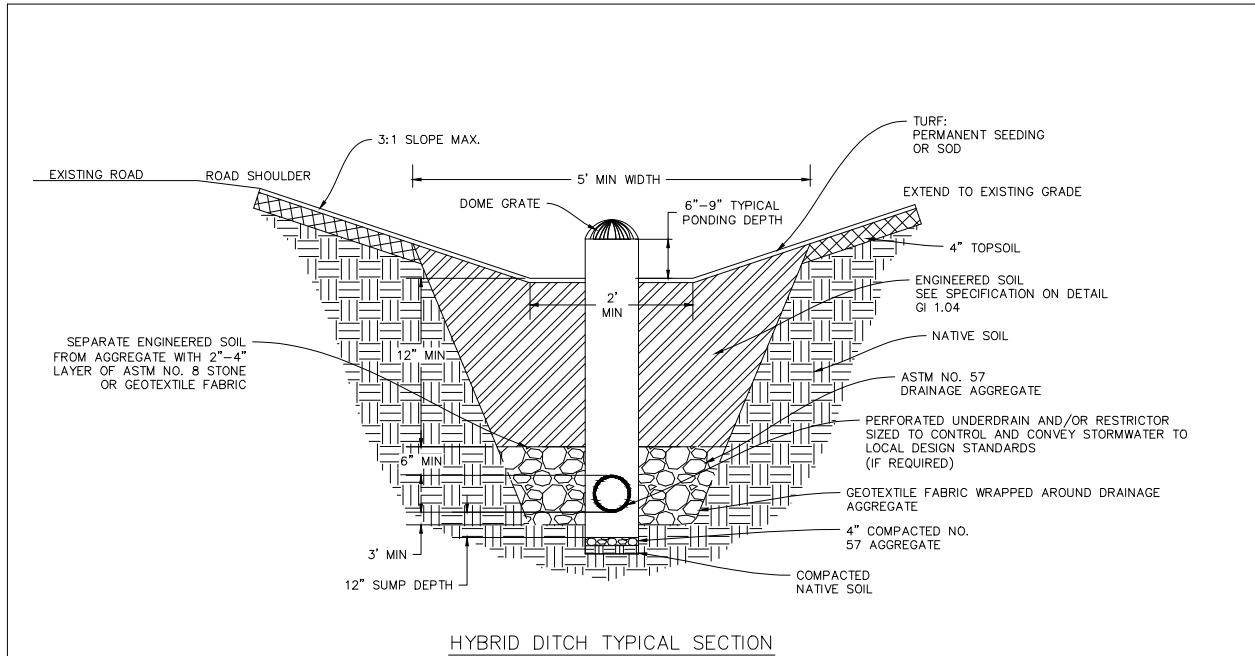 3:1 SLOPE MAX.
TURF:
PERMANENT SEEDING
OR SOD
EXISTING ROAD
ROAD SHOULDER
5' MIN WIDTH
DOME GRATE
6"-9" TYPICAL
PONDING DEPTH
EXTEND TO EXISTING GRADE
4" TOPSOIL
ENGINEERED SOIL
SEE SPECIFICATION ON DETAIL
GI 1.04
2'
MIN
NATIVE SOIL
SEPARATE ENGINEERED SOIL
FROM AGGREGATE WITH 2"-4"
LAYER OF ASTM NO. 8 STONE
OR GEOTEXTILE FABRIC
12" MIN
ASTM NO. 57
DRAINAGE AGGREGATE
PERFORATED UNDERDRAIN AND/OR RESTRICTOR
SIZED TO CONTROL AND CONVEY STORMWATER TO
LOCAL DESIGN STANDARDS
(IF REQUIRED)
6" MIN
GEOTEXTILE FABRIC WRAPPED AROUND DRAINAGE
AGGREGATE
4" COMPACTED NO.
57 AGGREGATE
3' MIN
12" SUMP DEPTH
COMPACTED
NATIVE SOIL
HYBRID DITCH TYPICAL SECTION